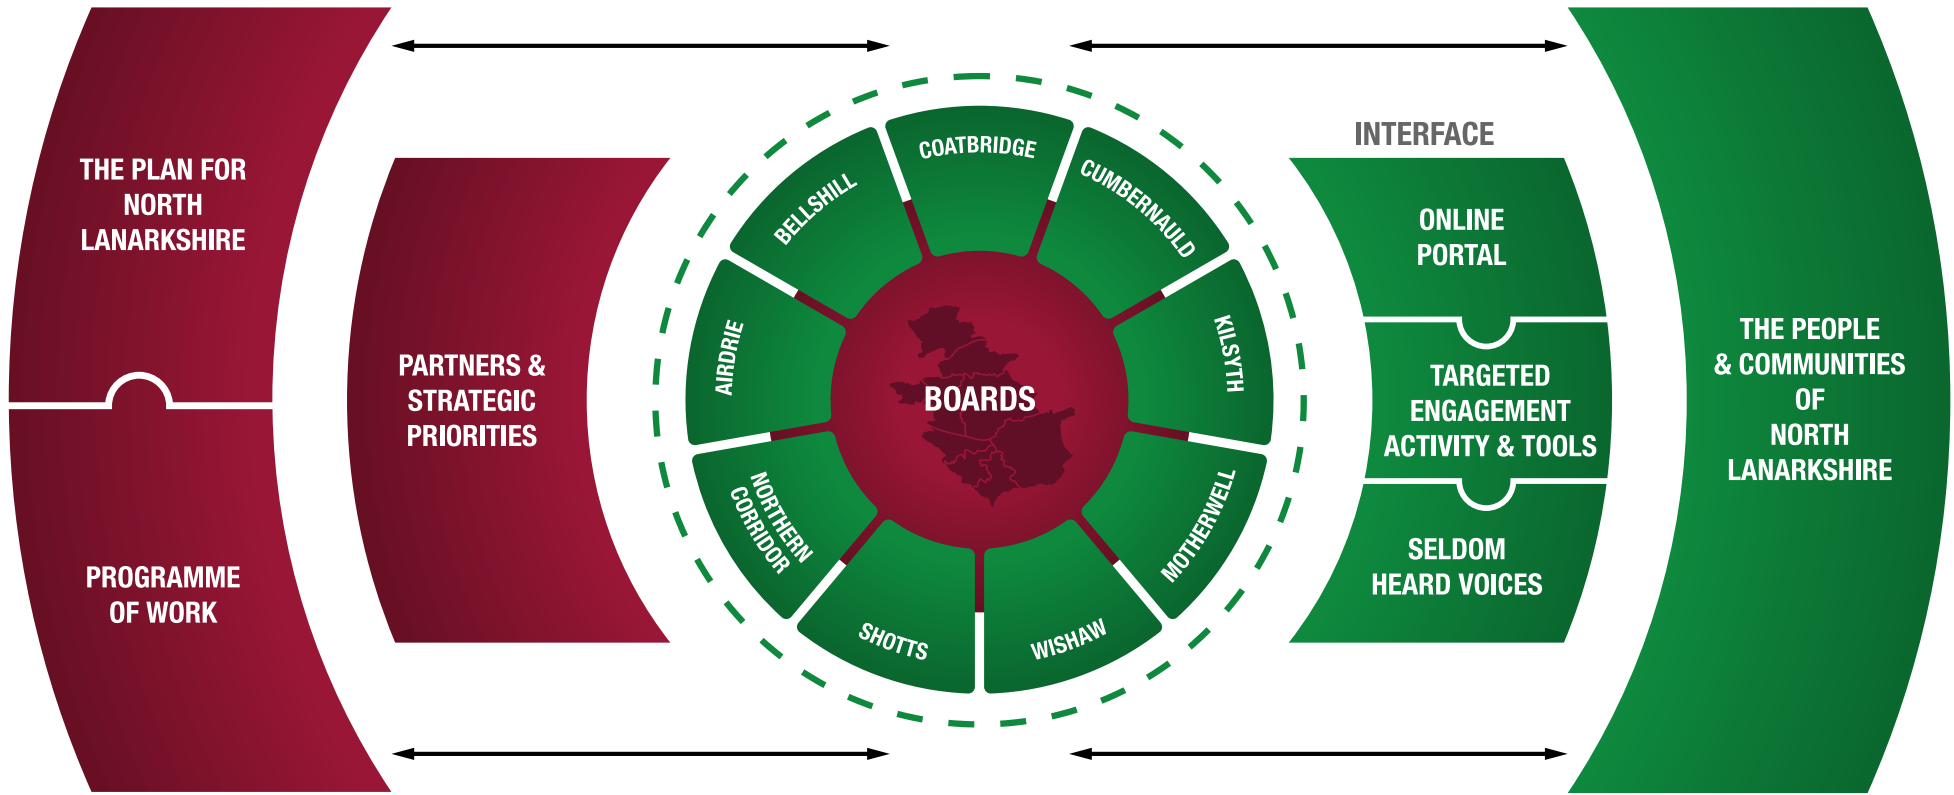 THE PLAN FOR
NORTH
LANARKSHIRE
PROGRAMME
OF WORK
PARTNERS &
STRATEGIC
PRIORITIES
COATBRIDGE
CUMBERNAULD
KILSYTH
MOTHERWELL
WISHAW
SHOTTS
NORTHERN
CORRIDOR
AIRDRIE
BELLSHILL
BOARDS
INTERFACE
ONLINE
PORTAL
TARGETED
ENGAGEMENT
ACTIVITY & TOOLS
SELDOM
HEARD VOICES
THE PEOPLE
& COMMUNITIES
OF
NORTH
LANARKSHIRE